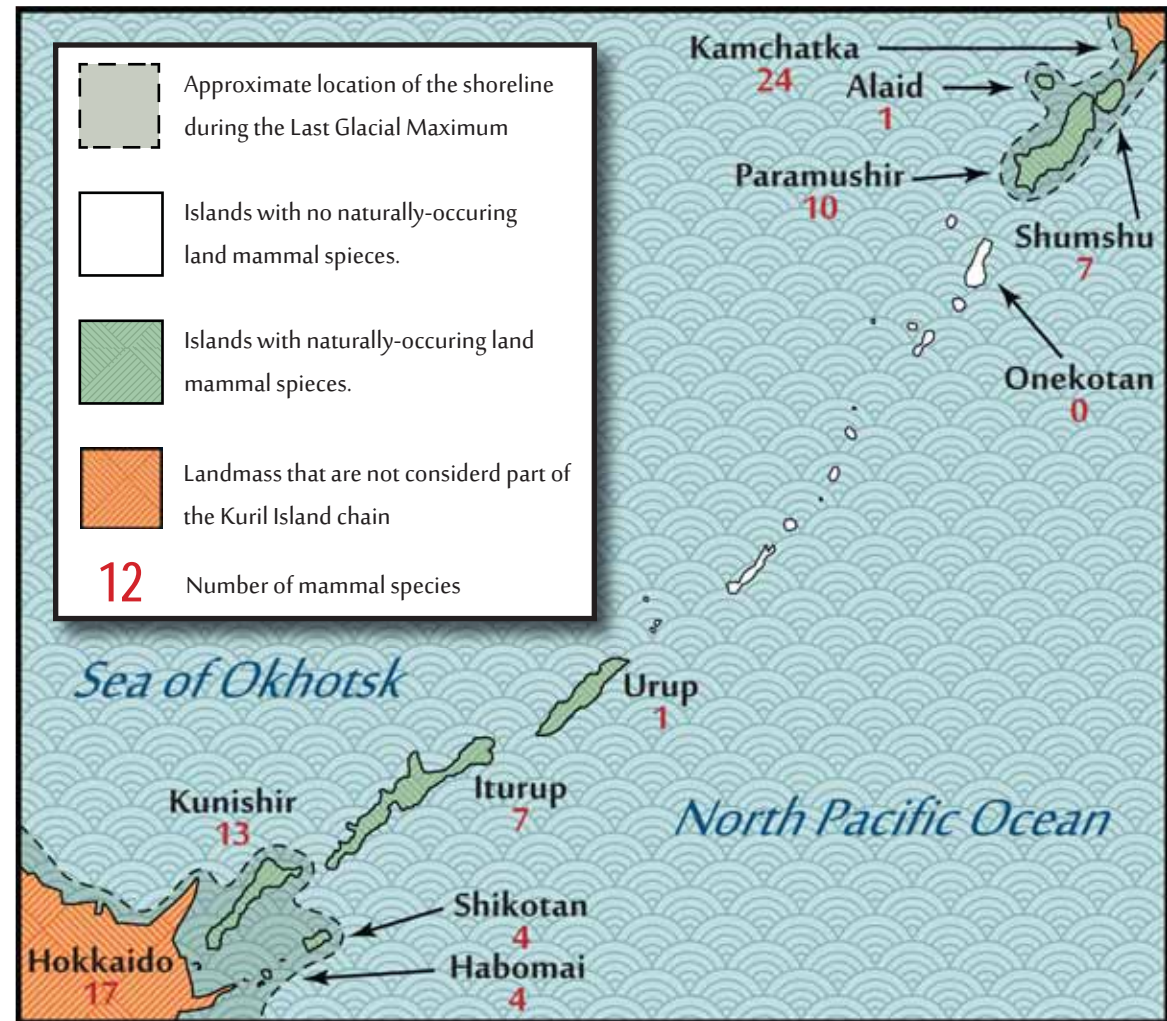 Approximate location of the shoreline
during the Last Glacial Maximum
Islands with no naturally-occuring
land mammal spieces.
Islands with naturally-occuring land
mammal spieces.
Landmass that are not considerd part of
the Kuril Island chain
12 Number of mammal species
Kamchatka
24
Alaid
1
Paramushir
10
Shumshu
7
Onekotan
0
Sea of Okhotsk
Urup
1
Iturup
7
Kunishir
13
North Pacific Ocean
Shikotan
4
Hokkaido
17
Habomai
4